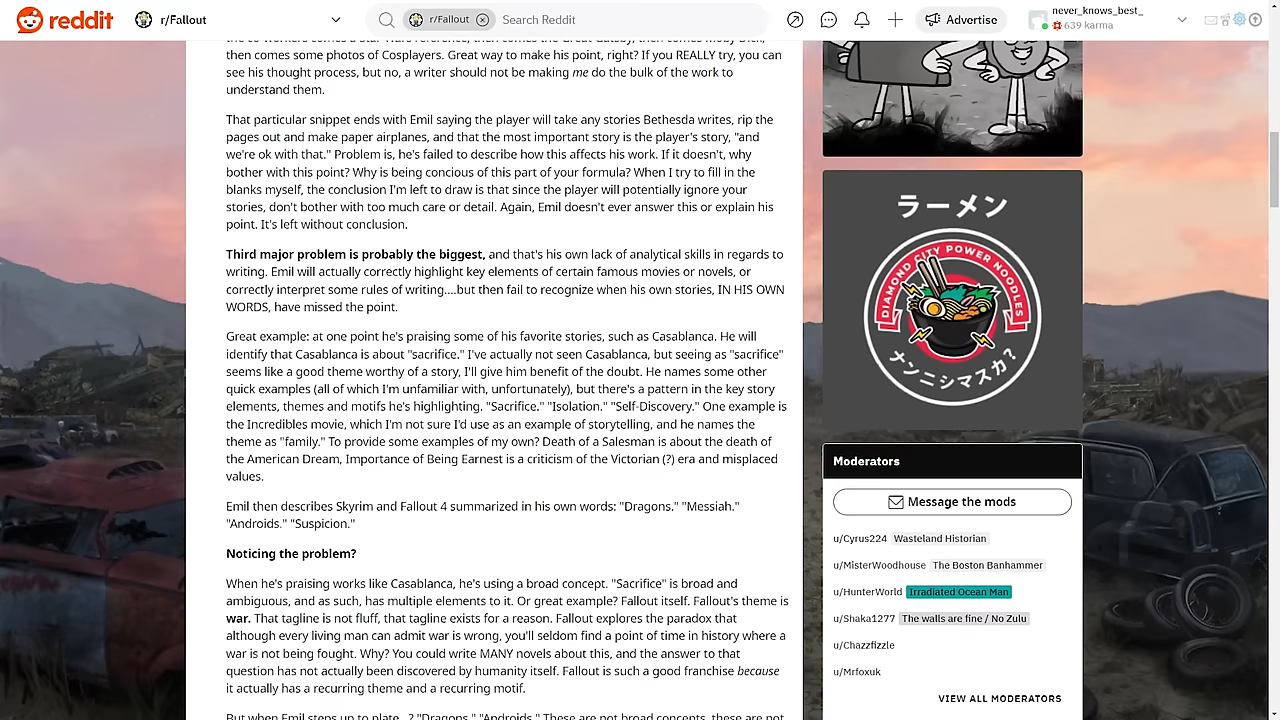 reddit
r/Fallout
r/Fallout
Search Reddit
Advertise
never_knows_best_
639 karma
then comes some photos of Cosplayers. Great way to make his point, right? If you REALLY try, you can
see his thought process, but no, a writer should not be making me do the bulk of the work to
understand them.
That particular snippet ends with Emil saying the player will take any stories Bethesda writes, rip the
pages out and make paper airplanes, and that the most important story is the player's story, "and
we're ok with that." Problem is, he's failed to describe how this affects his work. If it doesn't, why
bother with this point? Why is being concious of this part of your formula? When I try to fill in the
blanks myself, the conclusion I'm left to draw is that since the player will potentially ignore your
stories, don't bother with too much care or detail. Again, Emil doesn't ever answer this or explain his
point. It's left without conclusion.
Third major problem is probably the biggest, and that's his own lack of analytical skills in regards to
writing. Emil will actually correctly highlight key elements of certain famous movies or novels, or
correctly interpret some rules of writing....but then fail to recognize when his own stories, IN HIS OWN
WORDS, have missed the point.
Great example: at one point he's praising some of his favorite stories, such as Casablanca. He will
identify that Casablanca is about "sacrifice." I've actually not seen Casablanca, but seeing as "sacrifice"
seems like a good theme worthy of a story, I'll give him benefit of the doubt. He names some other
quick examples (all of which I'm unfamiliar with, unfortunately), but there's a pattern in the key story
elements, themes and motifs he's highlighting. "Sacrifice." "Isolation." "Self-Discovery." One example is
the Incredibles movie, which I'm not sure I'd use as an example of storytelling, and he names the
theme as "family." To provide some examples of my own? Death of a Salesman is about the death of
the American Dream, Importance of Being Earnest is a criticism of the Victorian (?) era and misplaced
values.
Emil then describes Skyrim and Fallout 4 summarized in his own words: "Dragons." "Messiah."
"Androids." "Suspicion."
Noticing the problem?
When he's praising works like Casablanca, he's using a broad concept. "Sacrifice" is broad and
ambiguous, and as such, has multiple elements to it. Or great example? Fallout itself. Fallout's theme is
war. That tagline is not fluff, that tagline exists for a reason. Fallout explores the paradox that
although every living man can admit war is wrong, you'll seldom find a point of time in history where a
war is not being fought. Why? You could write MANY novels about this, and the answer to that
question has not actually been discovered by humanity itself. Fallout is such a good franchise because
it actually has a recurring theme and a recurring motif.
But when Emil steps up to plate...? "Dragons." "Androids." These are not broad concepts, these are not
ラーメン
DIAMOND CITY POWER NOODLES
ナンニシマスカ?
Moderators
Message the mods
u/Cyrus224 Wasteland Historian
u/MisterWoodhouse The Boston Banhammer
u/HunterWorld Irradiated Ocean Man
u/Shaka1277 The walls are fine / No Zulu
u/Chazzfizzle
u/Mrfoxuk
VIEW ALL MODERATORS